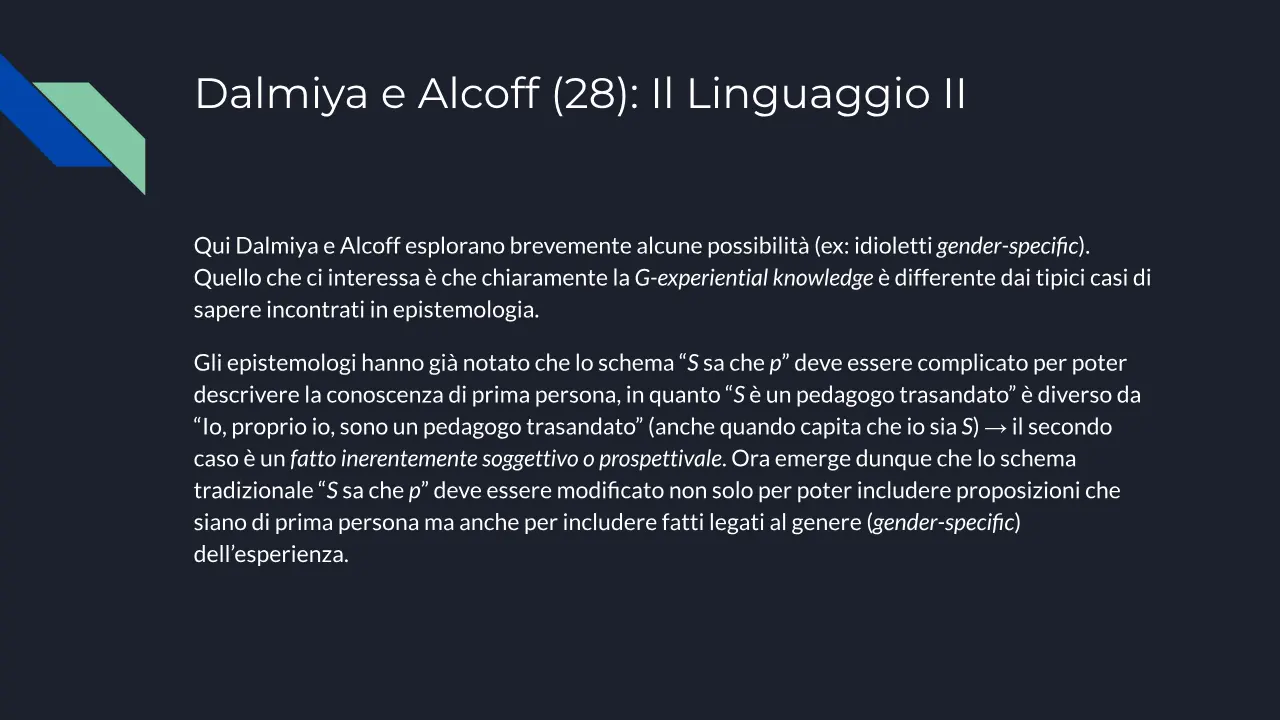 Dalmiya e Alcoff (28): Il Linguaggio II
Qui Dalmiya e Alcoff esplorano brevemente alcune possibilità (ex: idioletti gender-specific).
Quello che ci interessa è che chiaramente la G-experiential knowledge è differente dai tipici casi di
sapere incontrati in epistemologia.
Gli epistemologi hanno già notato che lo schema “S sa che p” deve essere complicato per poter
descrivere la conoscenza di prima persona, in quanto “S è un pedagogo trasandato” è diverso da
“Io, proprio io, sono un pedagogo trasandato” (anche quando capita che io sia S) → il secondo
caso è un fatto inerentemente soggettivo o prospettivale. Ora emerge dunque che lo schema
tradizionale “S sa che p” deve essere modificato non solo per poter includere proposizioni che
siano di prima persona ma anche per includere fatti legati al genere (gender-specific)
dell’esperienza.